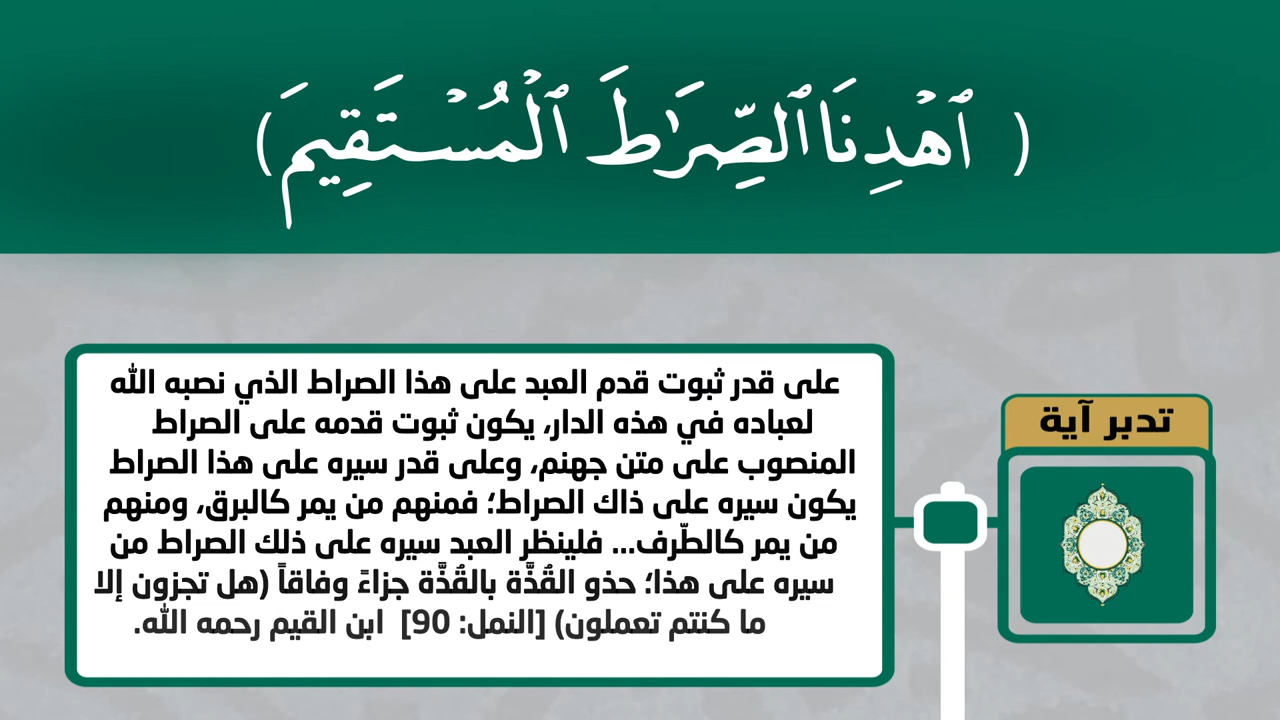 ( ٱهۡدِنَا ٱلصِّرَٰطَ ٱلۡمُسۡتَقِيمَ)
تدبر آية
على قدر ثبوت قدم العبد على هذا الصراط الذي نصبه الله
لعباده في هذه الدار، يكون ثبوت قدمه على الصراط
المنصوب على متن جهنم، وعلى قدر سيره على هذا الصراط
يكون سيره على ذاك الصراط؛ فمنهم من يمر كالبرق، ومنهم
من يمر كالطّرف... فلينظر العبد سيره على ذلك الصراط من
سيره على هذا؛ حذو القُذَّة بالقُذَّة جزاءً وفاقاً (هل تجزون إلا
ما كنتم تعملون) [النمل: 90] ابن القيم رحمه الله.